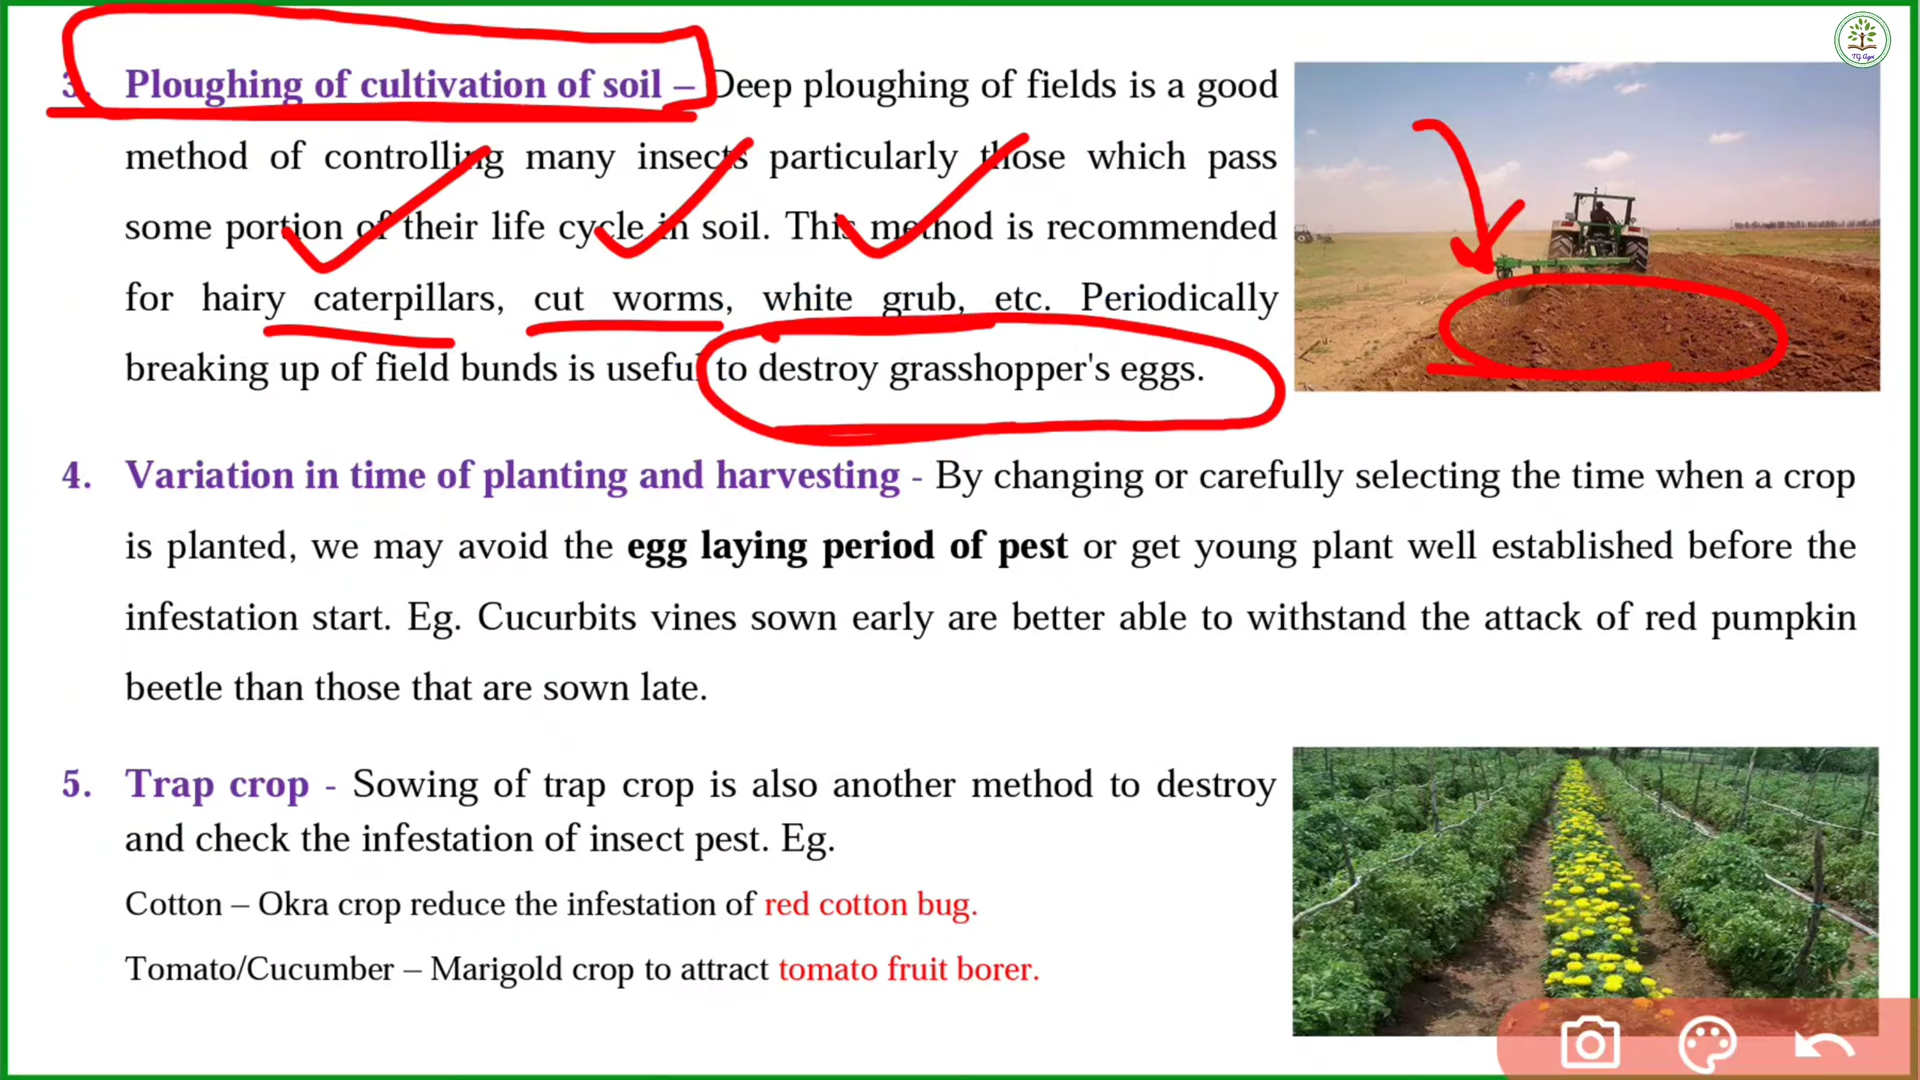 3. Ploughing of cultivation of soil – Deep ploughing of fields is a good
method of controlling many insects particularly those which pass
some portion of their life cycle in soil. This method is recommended
for hairy caterpillars, cut worms, white grub, etc. Periodically
breaking up of field bunds is useful to destroy grasshopper's eggs.
4. Variation in time of planting and harvesting - By changing or carefully selecting the time when a crop
is planted, we may avoid the egg laying period of pest or get young plant well established before the
infestation start. Eg. Cucurbits vines sown early are better able to withstand the attack of red pumpkin
beetle than those that are sown late.
5. Trap crop - Sowing of trap crop is also another method to destroy
and check the infestation of insect pest. Eg.
Cotton – Okra crop reduce the infestation of red cotton bug.
Tomato/Cucumber – Marigold crop to attract tomato fruit borer.
TG Agri